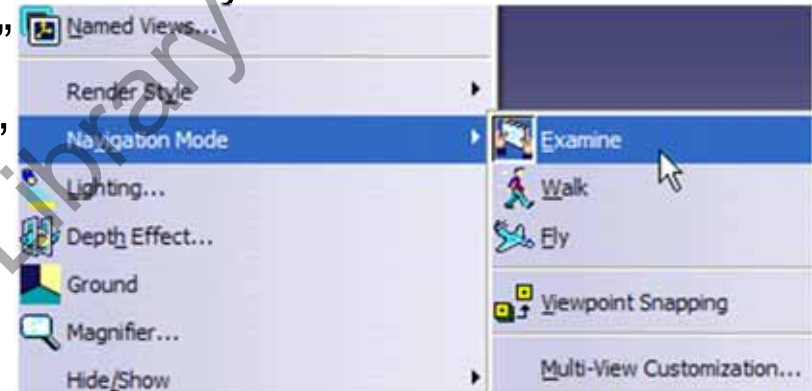 ”
Named Views...
Render Style
”
Navigation Mode
Examine
Lighting...
Walk
Depth Effect...
Fly
Ground
Viewpoint Snapping
Magnifier...
Hide/Show
Multi-View Customization...
Library